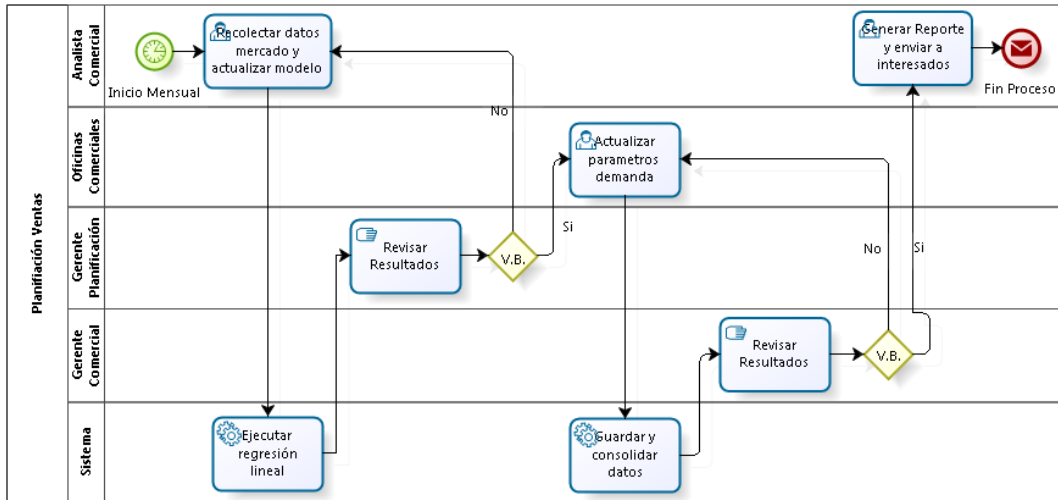 Planifiación Ventas
Analista
Comercial
Inicio Mensual
Recolectar datos
mercado y
actualizar modelo
Generar Reporte
y enviar a
interesados
Fin Proceso
Oficinas
Comerciales
No
Actualizar
parametros
demanda
Gerente
Planificación
Revisar
Resultados
V.B.
Si
No
Si
Gerente
Comercial
Revisar
Resultados
V.B.
Sistema
Ejecutar
regresión
lineal
Guardar y
consolidar
datos